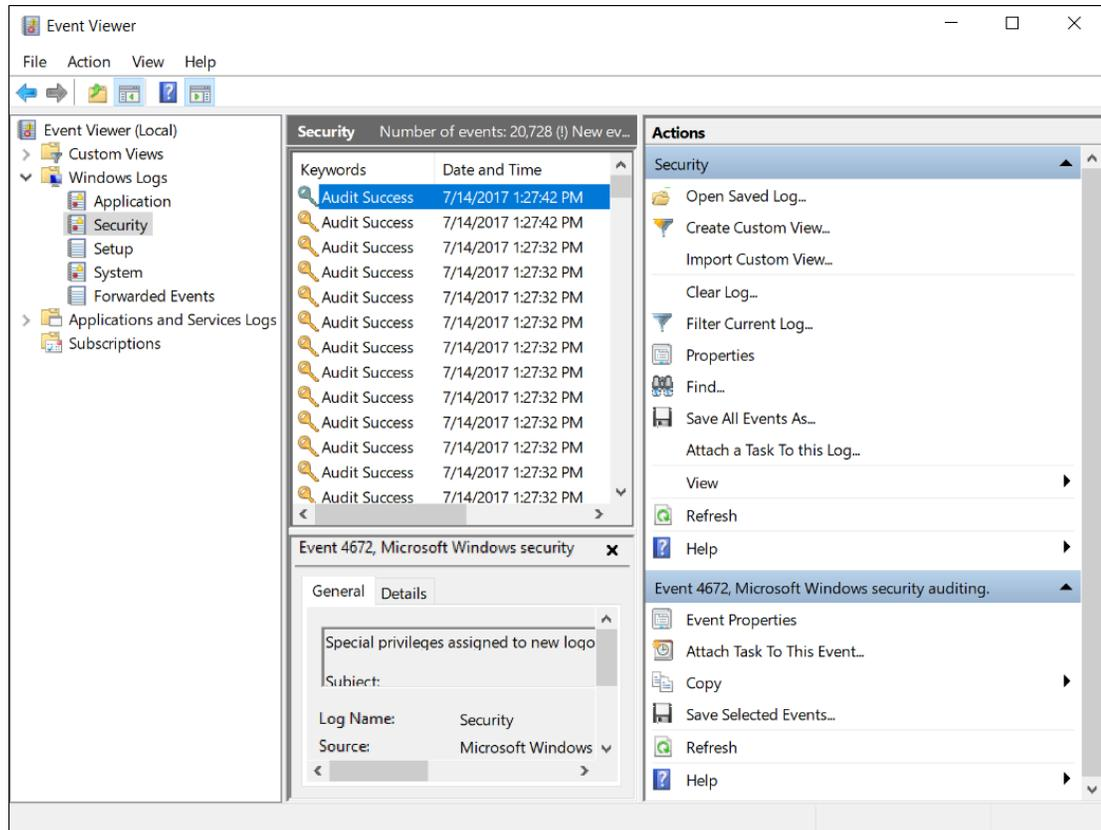 Event Viewer
File Action View Help
Event Viewer (Local)
Custom Views
Windows Logs
Application
Security
Setup
System
Forwarded Events
Applications and Services Logs
Subscriptions
Security Number of events: 20,728 (!) New ev...
Keywords Date and Time
Audit Success 7/14/2017 1:27:42 PM
Audit Success 7/14/2017 1:27:42 PM
Audit Success 7/14/2017 1:27:32 PM
Audit Success 7/14/2017 1:27:32 PM
Audit Success 7/14/2017 1:27:32 PM
Audit Success 7/14/2017 1:27:32 PM
Audit Success 7/14/2017 1:27:32 PM
Audit Success 7/14/2017 1:27:32 PM
Audit Success 7/14/2017 1:27:32 PM
Audit Success 7/14/2017 1:27:32 PM
Audit Success 7/14/2017 1:27:32 PM
Audit Success 7/14/2017 1:27:32 PM
Audit Success 7/14/2017 1:27:32 PM
Event 4672, Microsoft Windows security
General Details
Special privileges assigned to new logo
Subject:
Log Name: Security
Source: Microsoft Windows
Actions
Security
Open Saved Log...
Create Custom View...
Import Custom View...
Clear Log...
Filter Current Log...
Properties
Find...
Save All Events As...
Attach a Task To this Log...
View
Refresh
Help
Event 4672, Microsoft Windows security auditing.
Event Properties
Attach Task To This Event...
Copy
Save Selected Events...
Refresh
Help